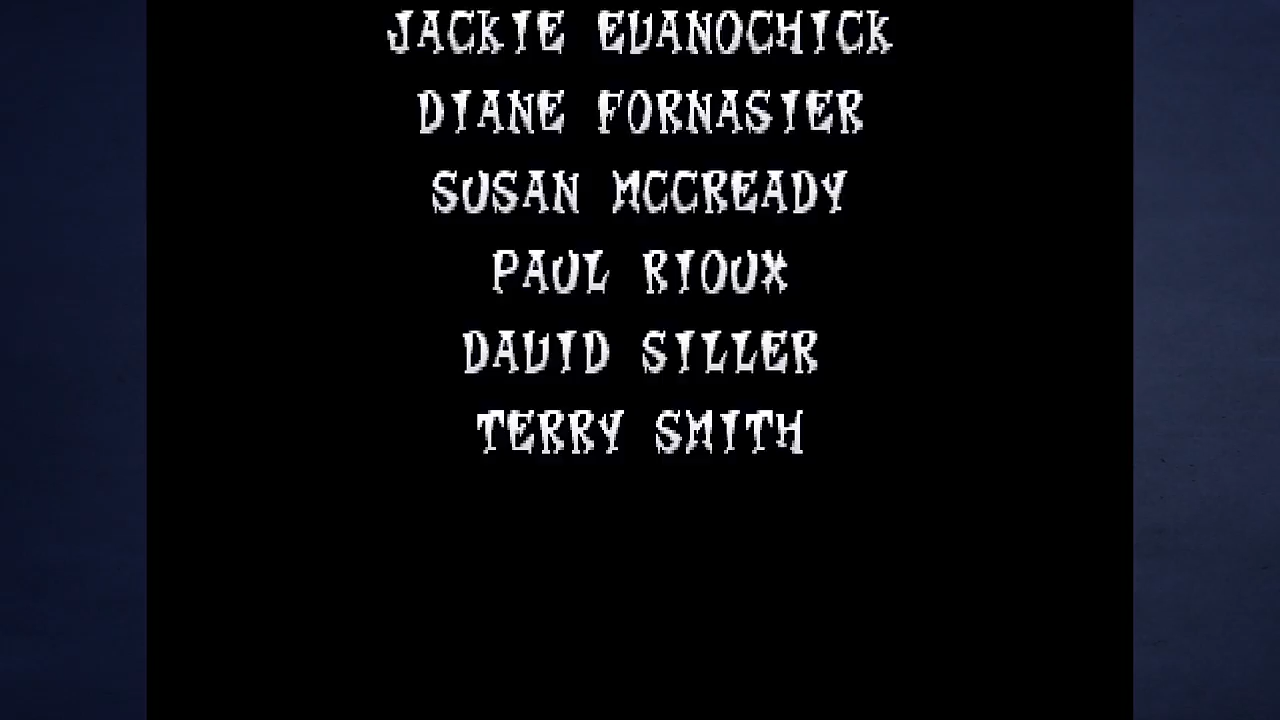 JACKIE EVANOCHICK
DIANE FORNASIER
SUSAN MCCREADY
PAUL RIOUX
DAVID SILLER
TERRY SMITH